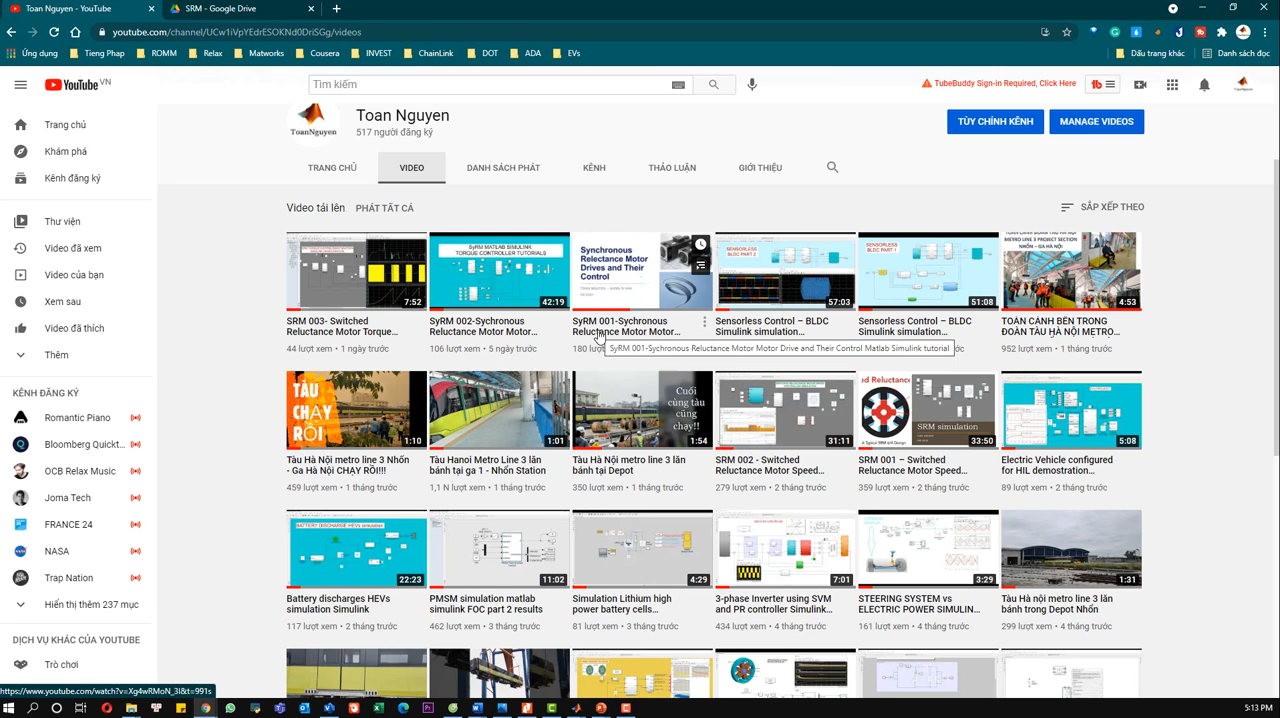 Toan Nguyen - YouTube
SRM - Google Drive
youtube.com/channel/UCw1iVpYEdrESOKNd0DriSGg/videos
Ứng dụng
Tieng Phap
ROMM
Relax
Matworks
Cousera
INVEST
ChainLink
DOT
ADA
EVs
Dấu trang khác
Danh sách đọc
YouTube VN
Tìm kiếm
TubeBuddy Sign-in Required, Click Here
Toan Nguyen
517 người đăng ký
TÙY CHỈNH KÊNH
MANAGE VIDEOS
TRANG CHỦ
VIDEO
DANH SÁCH PHÁT
KÊNH
THẢO LUẬN
GIỚI THIỆU
Video tải lên
PHÁT TẤT CẢ
SẮP XẾP THEO
Trang chủ
Khám phá
Kênh đăng ký
Thư viện
Video đã xem
Video của bạn
Xem sau
Video đã thích
Thêm
KÊNH ĐĂNG KÝ
Romantic Piano
Bloomberg Quickt...
OCB Relax Music
Joma Tech
FRANCE 24
NASA
Trap Nation
Hiển thị thêm 237 mục
DỊCH VỤ KHÁC CỦA YOUTUBE
Trò chơi
7:52
SRM 003- Switched
Reluctance Motor Torque...
44 lượt xem • 1 ngày trước
SyRM MATLAB SIMULINK
TORQUE CONTROLLER TUTORIALS
42:19
SyRM 002-Sychronous
Reluctance Motor Motor...
106 lượt xem • 5 ngày trước
Synchronous
Relectance Motor
Drives and Their
Control
SyRM 001-Sychronous
Reluctance Motor Motor...
180
SyRM 001-Sychronous Reluctance Motor Motor Drive and Their Control Matlab Simulink tutorial
SENSORLESS
BLDC PART 2
57:03
Sensorless Control – BLDC
Simulink simulation...
SENSORLESS
BLDC PART 1
51:08
Sensorless Control – BLDC
Simulink simulation...
METRO LINE 3 PROJECT SECTION
NHỔN – GA HÀ NỘI
4:53
TOÀN CẢNH BÊN TRONG
ĐOÀN TÀU HÀ NỘI METRO...
952 lượt xem • 1 tháng trước
TÀU
CHẠY
RỒI
1:10
Tàu Hà Nội metro line 3 Nhổn
- Ga Hà Nội CHẠY RỒI!!!
459 lượt xem • 1 tháng trước
1:01
Tàu Hanoi Metro Line 3 lăn
bánh tại ga 1 - Nhổn Station
1,1 N lượt xem • 1 tháng trước
Cuối
cùng tàu
cũng
chạy!!
1:54
Tàu Hà Nội metro line 3 lăn
bánh tại Depot
350 lượt xem • 1 tháng trước
31:11
SRM 002 - Switched
Reluctance Motor Speed...
279 lượt xem • 2 tháng trước
SRM simulation
33:50
SRM 001 – Switched
Reluctance Motor Speed...
359 lượt xem • 2 tháng trước
5:08
Electric Vehicle configured
for HIL demostration...
89 lượt xem • 2 tháng trước
BATTERY DISCHARGE HEVs
simulation
22:23
Battery discharges HEVs
simulation Simulink
117 lượt xem • 2 tháng trước
11:02
PMSM simulation matlab
simulink FOC part 2 results
462 lượt xem • 3 tháng trước
4:29
Simulation Lithium high
power battery cells...
81 lượt xem • 3 tháng trước
7:01
3-phase Inverter using SVM
and PR controller Simulink...
434 lượt xem • 4 tháng trước
3:29
STEERING SYSTEM vs
ELECTRIC POWER SIMULIN...
161 lượt xem • 4 tháng trước
1:31
Tàu Hà Nội metro line 3 lăn
bánh trong Depot Nhổn
299 lượt xem • 4 tháng trước
https://www.youtube.com/watch?v=Xg4wRMoN_3I&t=991s
5:13 PM